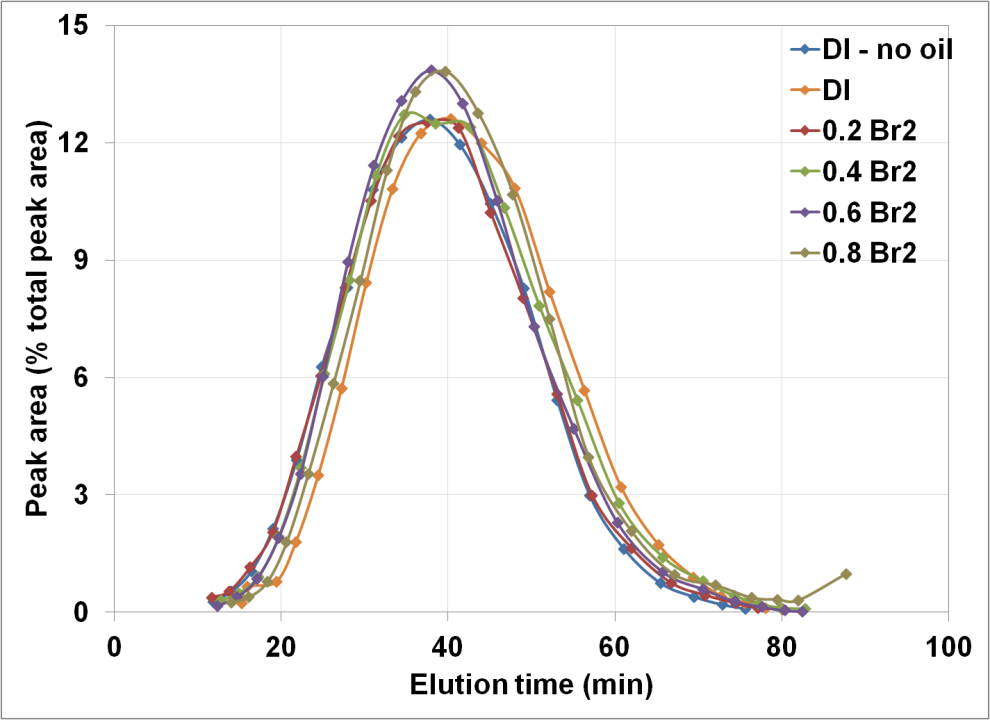 15
12
9
6
3
0
Peak area (% total peak area)
DI - no oil
DI
0.2 Br2
0.4 Br2
0.6 Br2
0.8 Br2
0 20 40 60 80 100
Elution time (min)